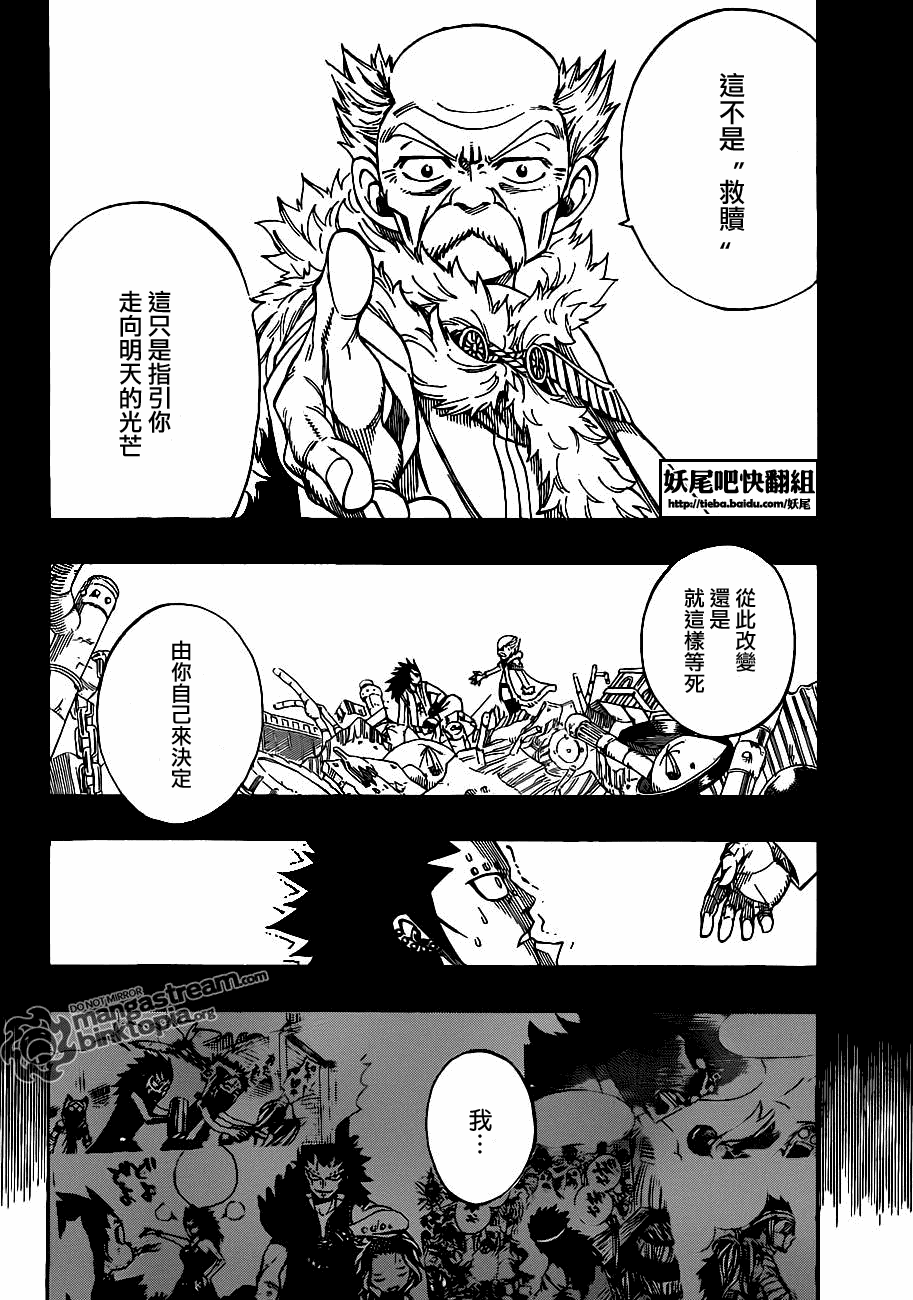 這不是〃救贖〃
這只是指引你
走向明天的光芒
妖尾吧快翻組
http://tieba.baidu.com/妖尾
從此改變
還是
就這樣等死
由你自己來決定
DO NOT MIRROR
mangastream.com
binktopia.org
我…